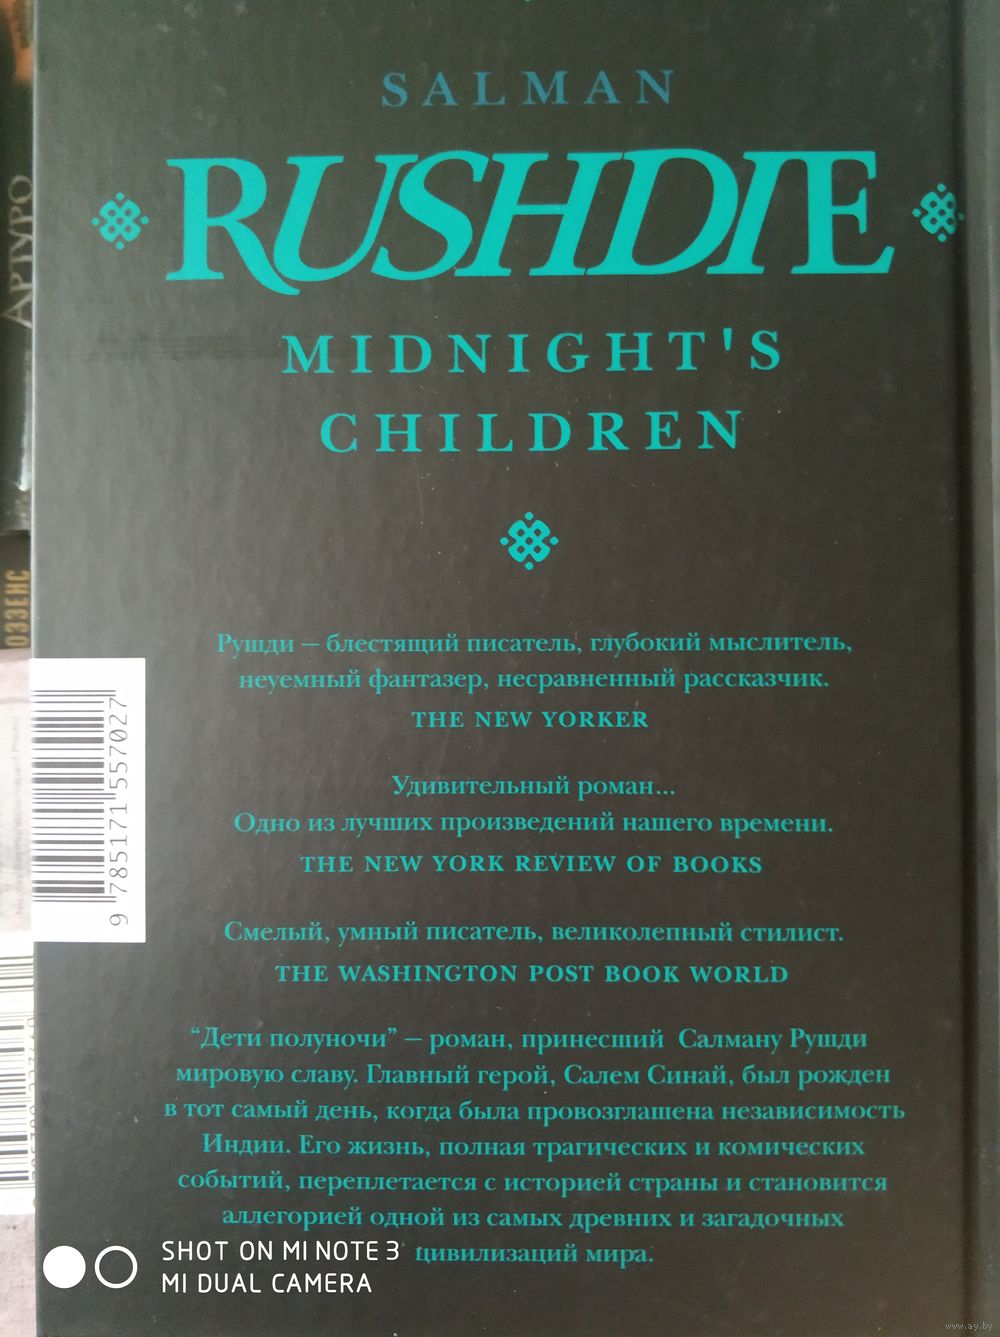 SALMAN
RUSHDIE
MIDNIGHT'S
CHILDREN
Рушди – блестящий писатель, глубокий мыслитель,
неуемный фантазер, несравненный рассказчик.
THE NEW YORKER
Удивительный роман...
Одно из лучших произведений нашего времени.
THE NEW YORK REVIEW OF BOOKS
Смелый, умный писатель, великолепный стилист.
THE WASHINGTON POST BOOK WORLD
“Дети полуночи” – роман, принесший Салману Рушди
мировую славу. Главный герой, Салем Синай, был рожден
в тот самый день, когда была провозглашена независимость
Индии. Его жизнь, полная трагических и комических
событий, переплетается с историей страны и становится
аллегорией одной из самых древних и загадочных
цивилизаций мира.
9 785171 557027
АРТУРО
ОЗЗЕНС
SHOT ON MI NOTE 3
MI DUAL CAMERA
www.ay.by